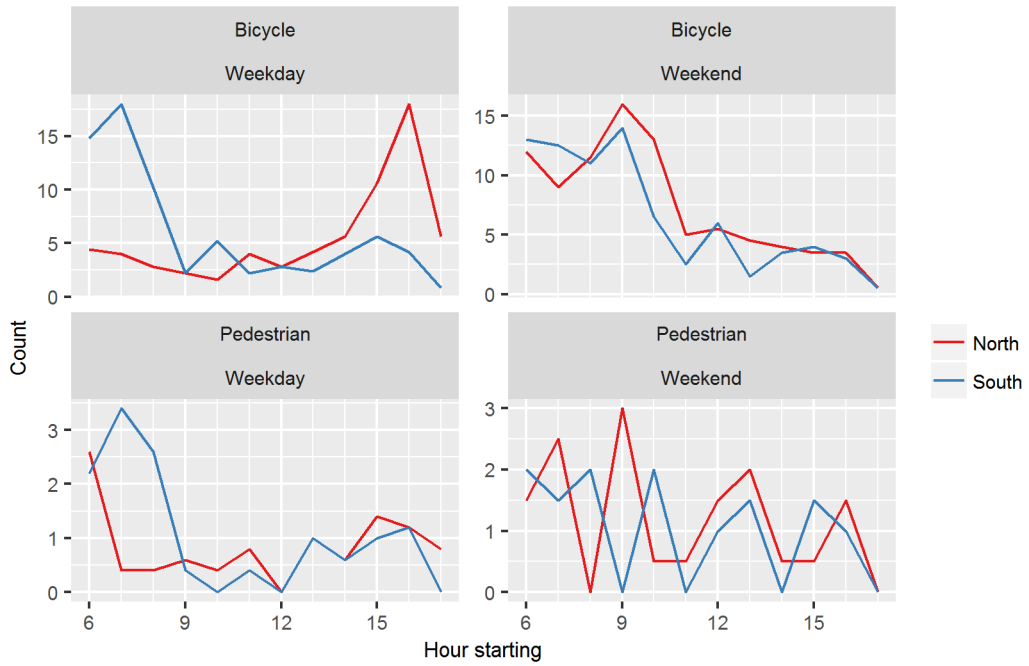 Bicycle
Weekday
15
10
5
0
Bicycle
Weekend
15
10
5
0
Count
Pedestrian
Weekday
3
2
1
0
6
9
12
15
Pedestrian
Weekend
3
2
1
0
6
9
12
15
Hour starting
North
South